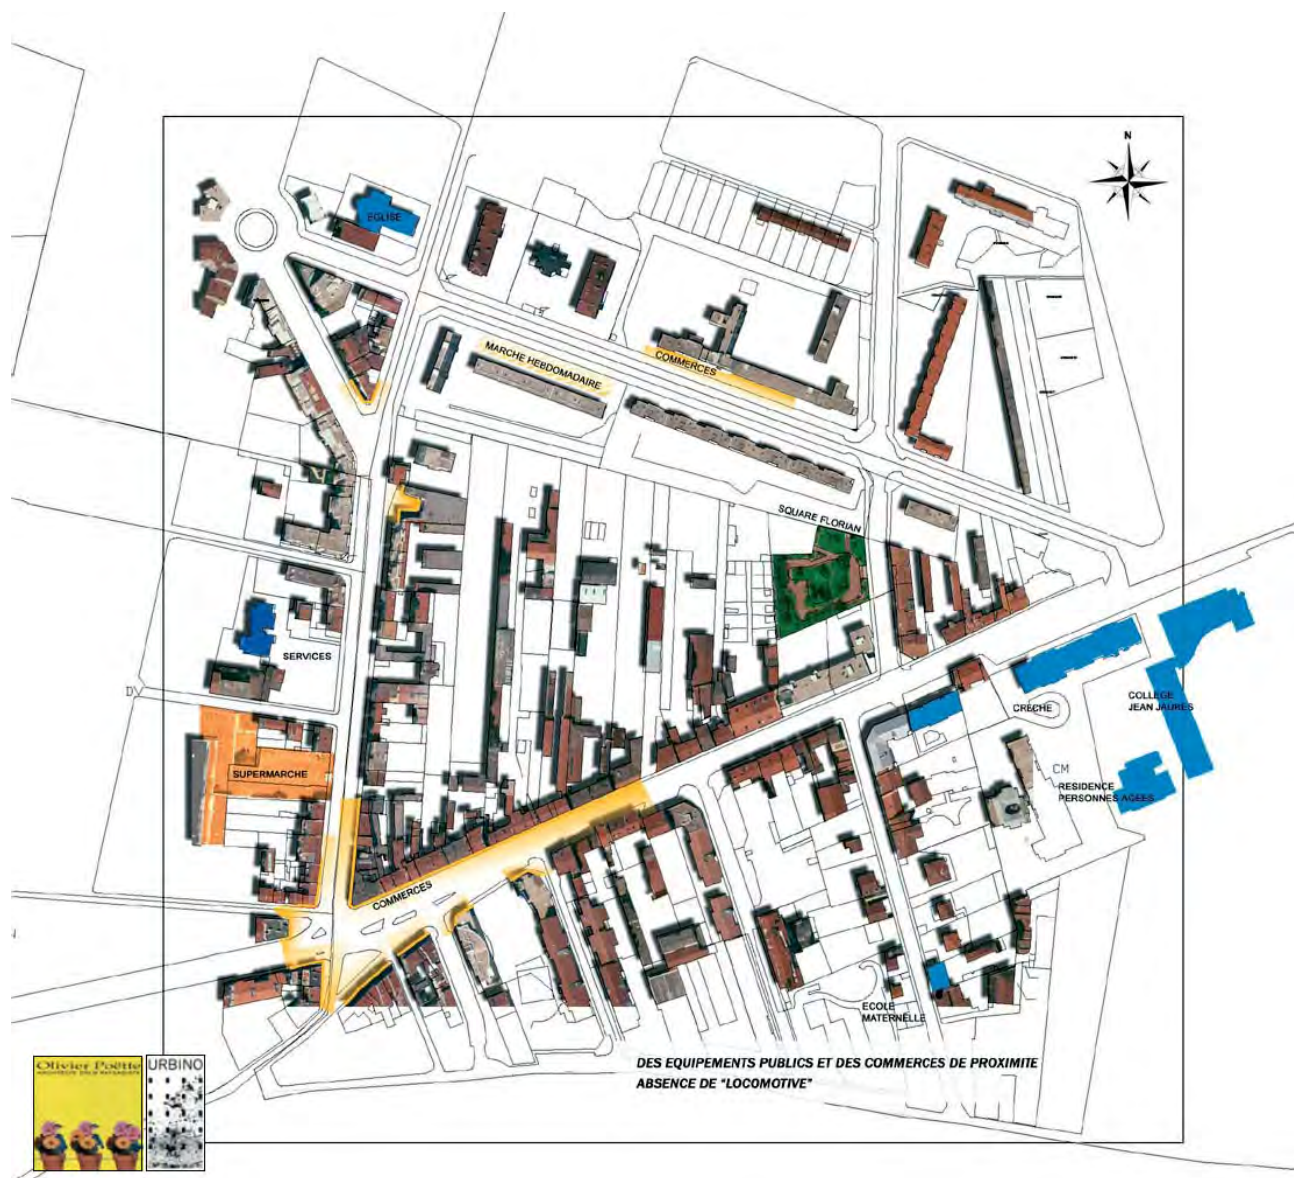 N
EGLISE
MARCHE HEBDOMADAIRE
COMMERCES
SQUARE FLORIAN
SERVICES
DV
SUPERMARCHE
COMMERCES
CRECHE
COLLEGE
JEAN JAURES
CM
RESIDENCE
PERSONNES AGEES
ECOLE
MATERNELLE
DES EQUIPEMENTS PUBLICS ET DES COMMERCES DE PROXIMITE
ABSENCE DE "LOCOMOTIVE"
Olivier Poëtte
URBINO